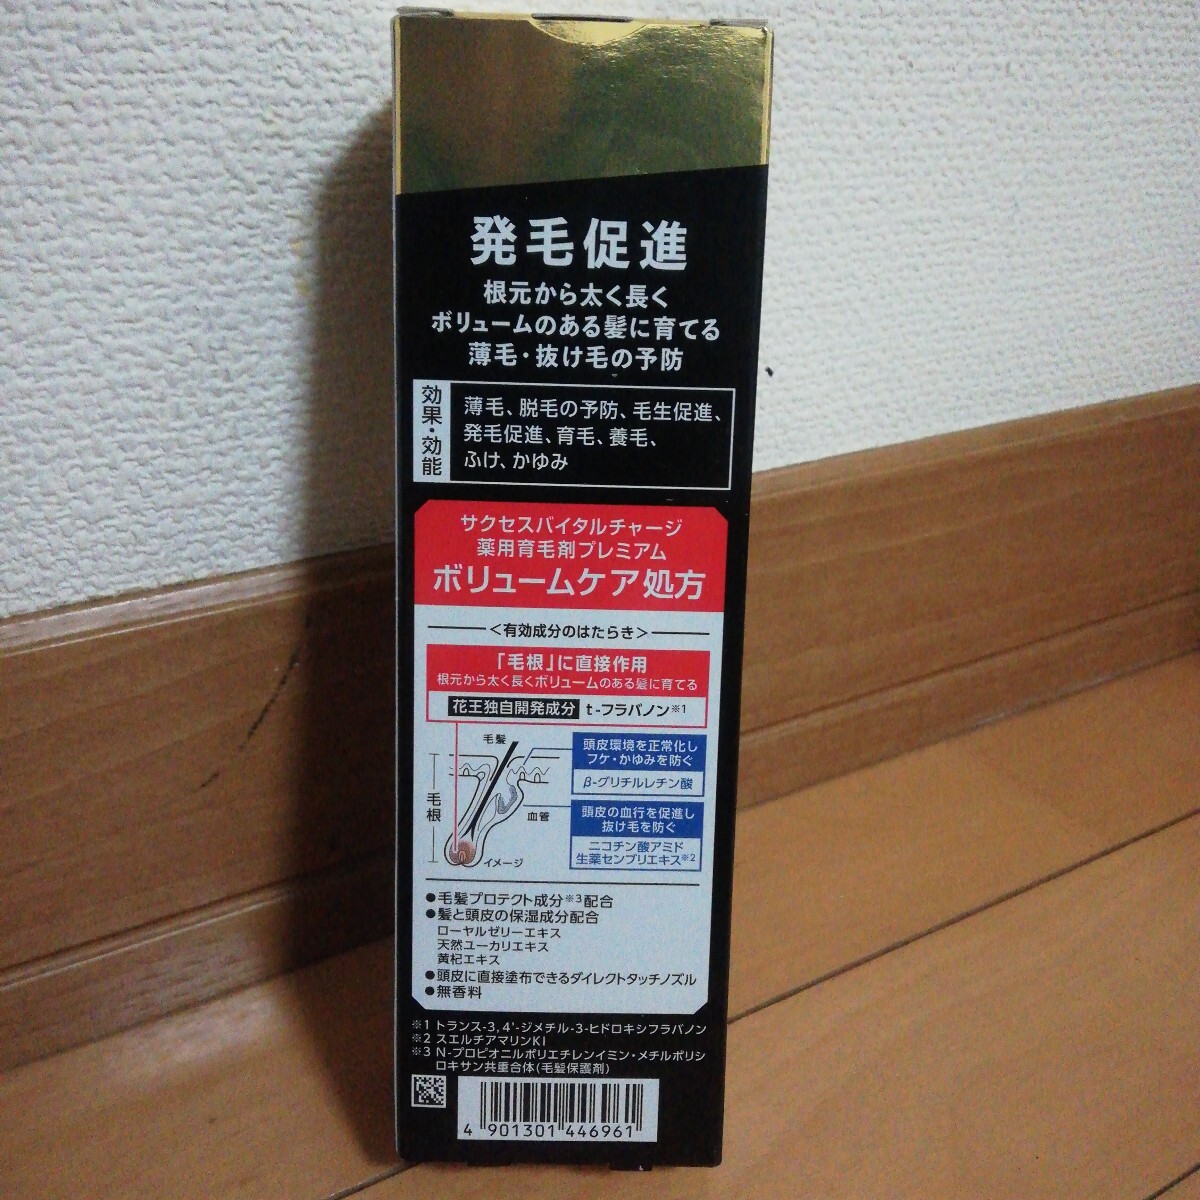 発毛促進
根元から太く長く
ボリュームのある髪に育てる
薄毛・抜け毛の予防
効果・効能
薄毛、脱毛の予防、毛生促進、
発毛促進、育毛、養毛、
ふけ、かゆみ
サクセスバイタルチャージ
薬用育毛剤プレミアム
ボリュームケア処方
<有効成分のはたらき>
「毛根」に直接作用
根元から太く長くボリュームのある髪に育てる
花王独自開発成分 t-フラバノン※1
毛髪
毛根
血管
イメージ
頭皮環境を正常化し
フケ・かゆみを防ぐ
β-グリチルレチン酸
頭皮の血行を促進し
抜け毛を防ぐ
ニコチン酸アミド
生薬センブリエキス※2
●毛髪プロテクト成分※3配合
●髪と頭皮の保湿成分配合
ローヤルゼリーエキス
天然ユーカリエキス
黄杞エキス
●頭皮に直接塗布できるダイレクトタッチノズル
●無香料
※1 トランス-3,4'-ジメチル-3-ヒドロキシフラバノン
※2 スエルチアマリンKI
※3 N-プロピオニルポリエチレンイミン・メチルポリシ
ロキサン共重合体(毛髪保護剤)
4 901301 446961